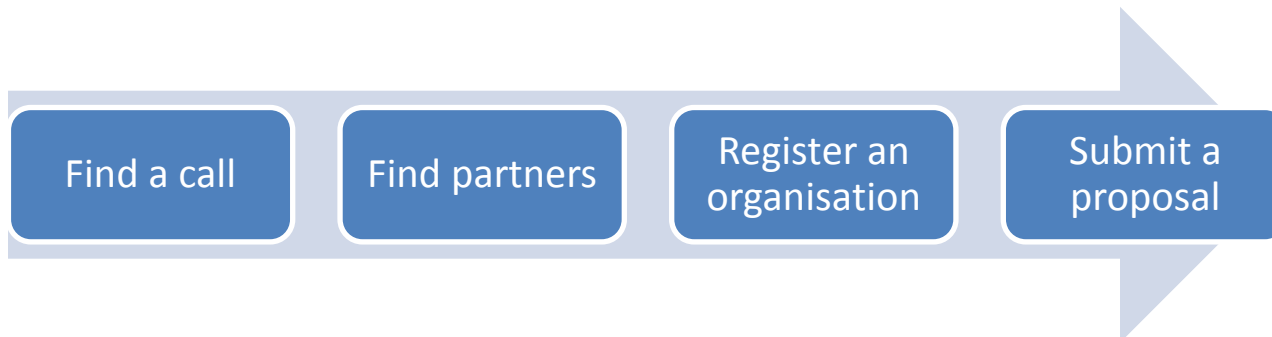 Find a call
Find partners
Register an
organisation
Submit a
proposal